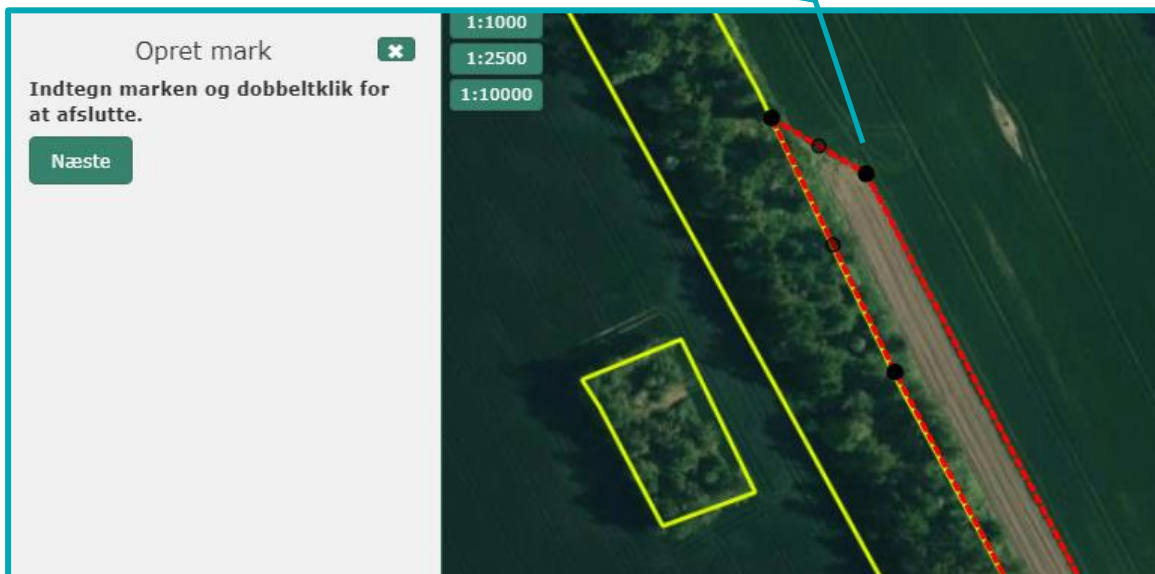 Opret mark
Indtegn marken og dobbeltklik for
at afslutte.
Næste
1:1000
1:2500
1:10000